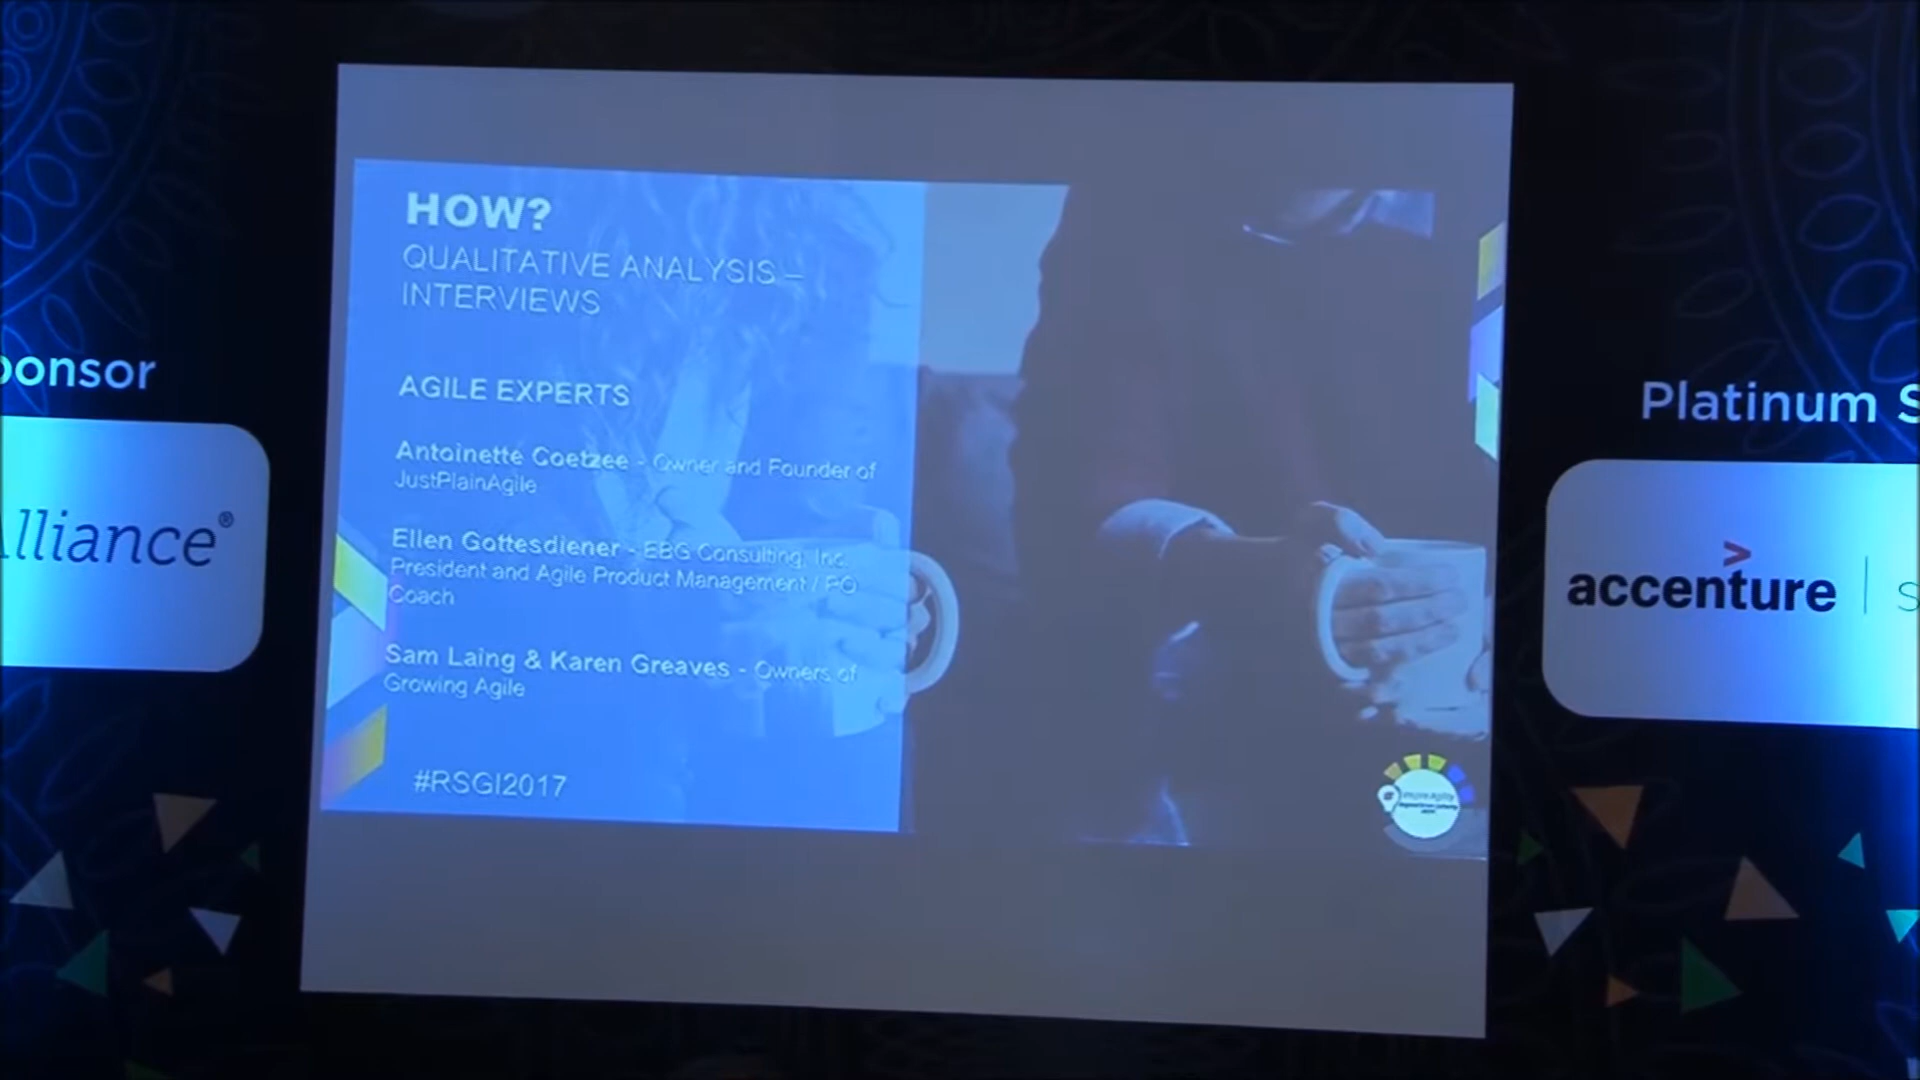 HOW?
QUALITATIVE ANALYSIS –
INTERVIEWS
AGILE EXPERTS
Antoinette Coetzee - Owner and Founder of
JustPlainAgile
Ellen Gottesdiener - EBG Consulting, Inc.
President and Agile Product Management / PO
Coach
Sam Laing & Karen Greaves - Owners of
Growing Agile
#RSGI2017
ponsor
lliance®
Platinum S
accenture